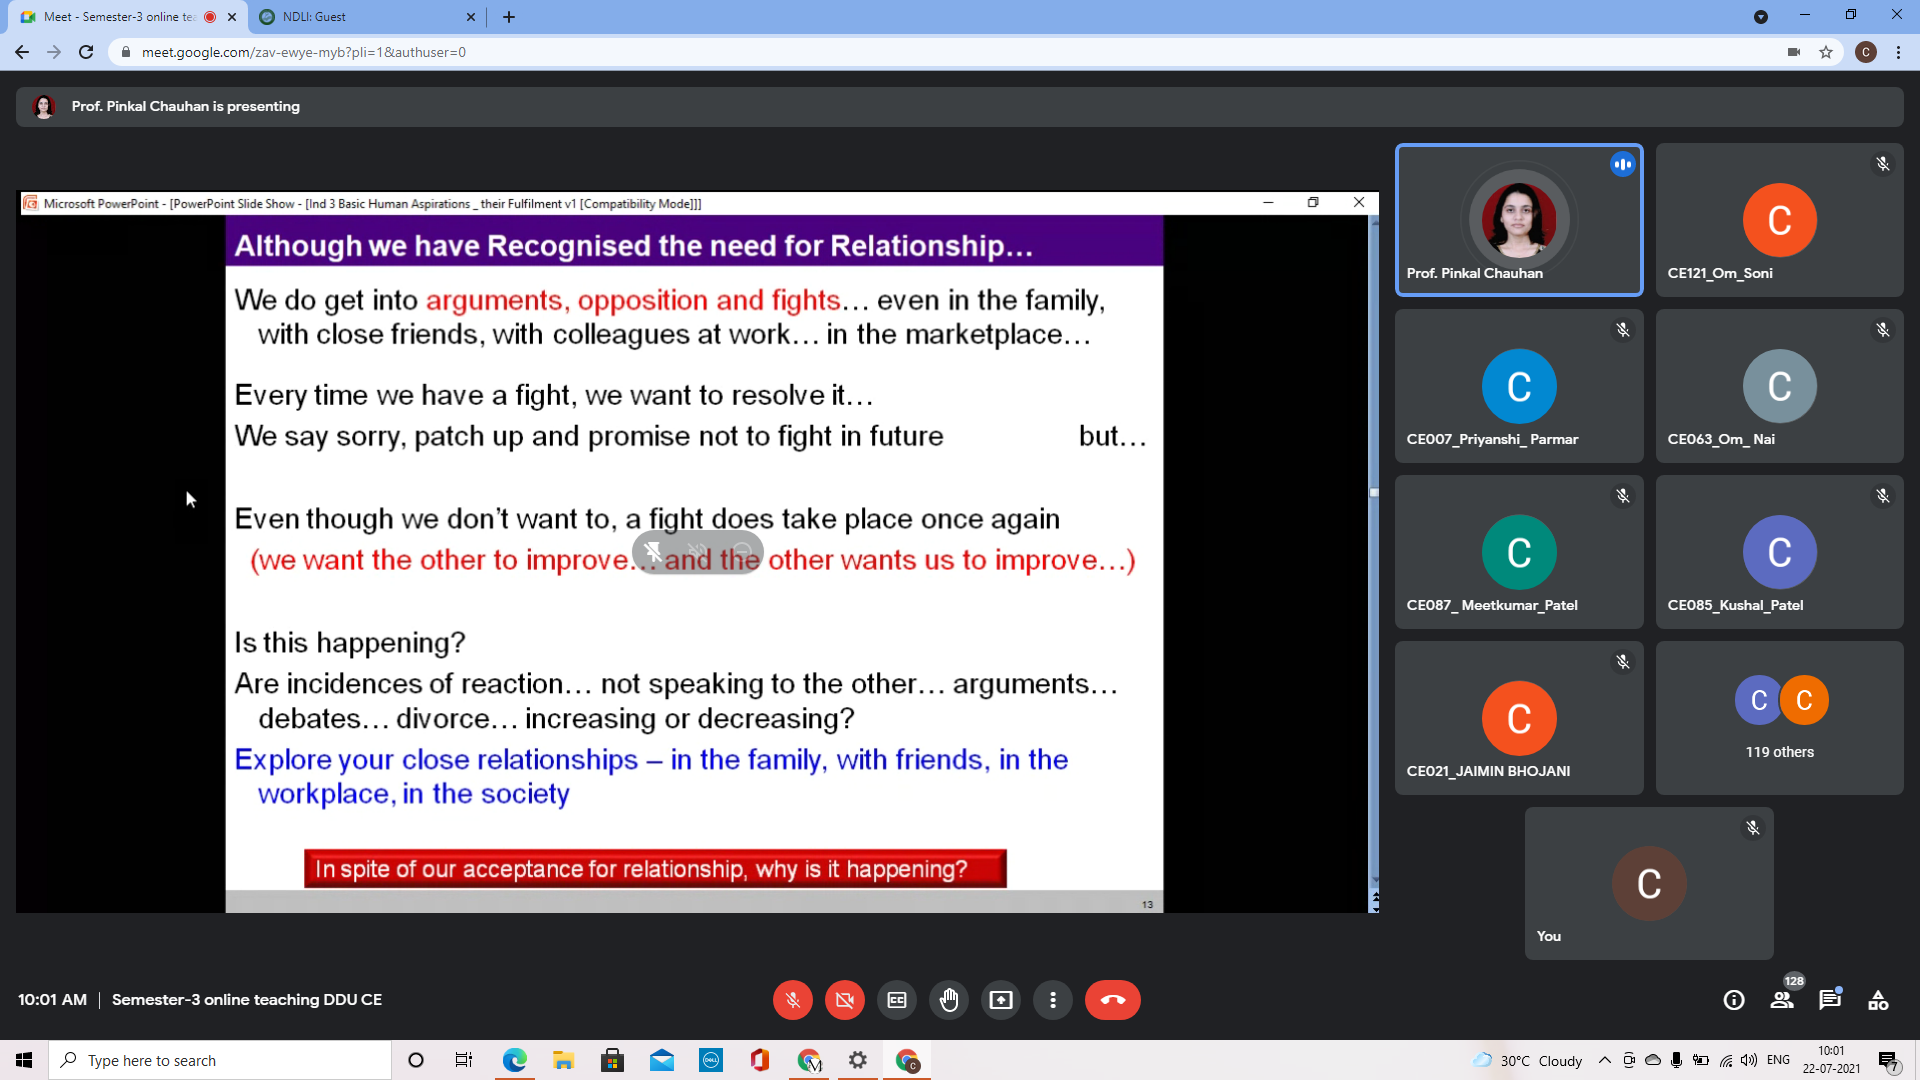 Meet - Semester-3 online tea
NDLI: Guest
meet.google.com/zav-ewye-myb?pli=1&authuser=0
C
Prof. Pinkal Chauhan is presenting
Microsoft PowerPoint - [PowerPoint Slide Show - [Ind 3 Basic Human Aspirations _ their Fulfilment v1 [Compatibility Mode]]]
Although we have Recognised the need for Relationship…
We do get into arguments, opposition and fights… even in the family,
with close friends, with colleagues at work… in the marketplace…
Every time we have a fight, we want to resolve it…
We say sorry, patch up and promise not to fight in future but…
Even though we don't want to, a fight does take place once again
(we want the other to improve… and the other wants us to improve…)
Is this happening?
Are incidences of reaction… not speaking to the other… arguments…
debates… divorce… increasing or decreasing?
Explore your close relationships – in the family, with friends, in the
workplace, in the society
In spite of our acceptance for relationship, why is it happening?
13
Prof. Pinkal Chauhan
C
CE121_Om_Soni
C
CE007_Priyanshi_ Parmar
C
CE063_Om_ Nai
C
CE087_ Meetkumar_Patel
C
CE085_Kushal_Patel
C
CE021_JAIMIN BHOJANI
C C
119 others
C
You
10:01 AM | Semester-3 online teaching DDU CE
128
Type here to search
DELL
M
C
30°C Cloudy
ENG
10:01
22-07-2021
7